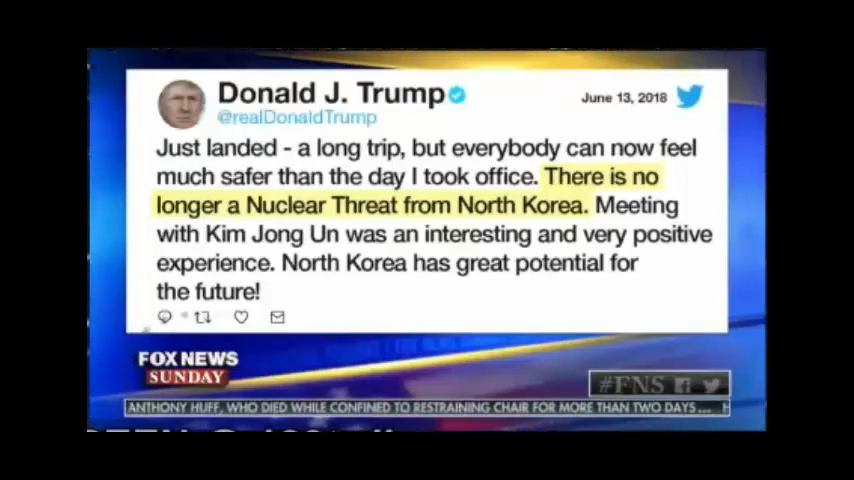 Donald J. Trump
@realDonaldTrump
June 13, 2018
Just landed - a long trip, but everybody can now feel
much safer than the day I took office. There is no
longer a Nuclear Threat from North Korea. Meeting
with Kim Jong Un was an interesting and very positive
experience. North Korea has great potential for
the future!
FOX NEWS
SUNDAY
#FNS
ANTHONY HUFF, WHO DIED WHILE CONFINED TO RESTRAINING CHAIR FOR MORE THAN TWO DAYS...